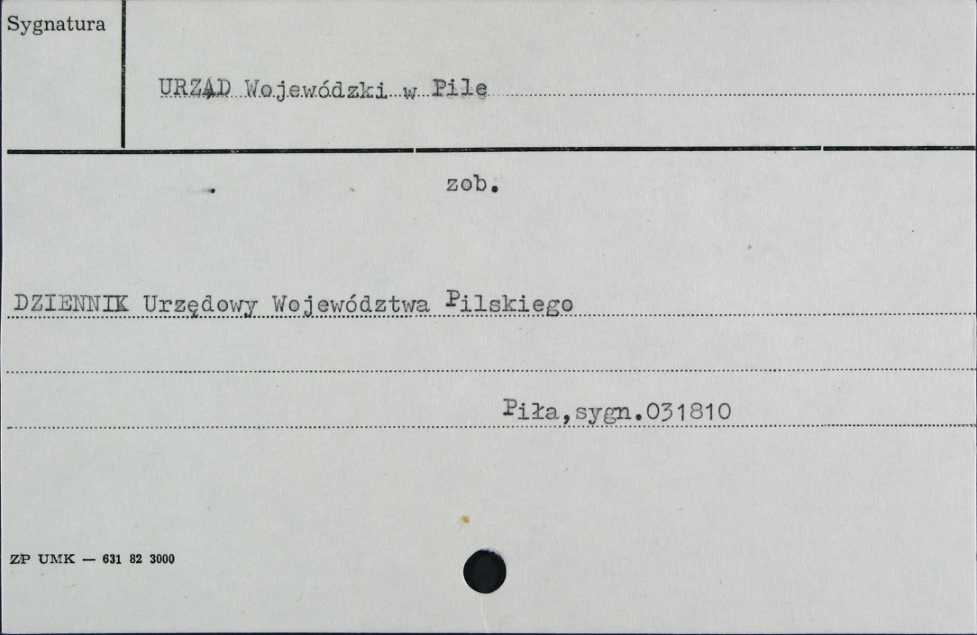 Sygnatura
URZĄD Wojewódzki w Pile
zob.
DZIENNIK Urzędowy Województwa Pilskiego
Piła,sygn.031810
ZP UMK — 631 82 3000